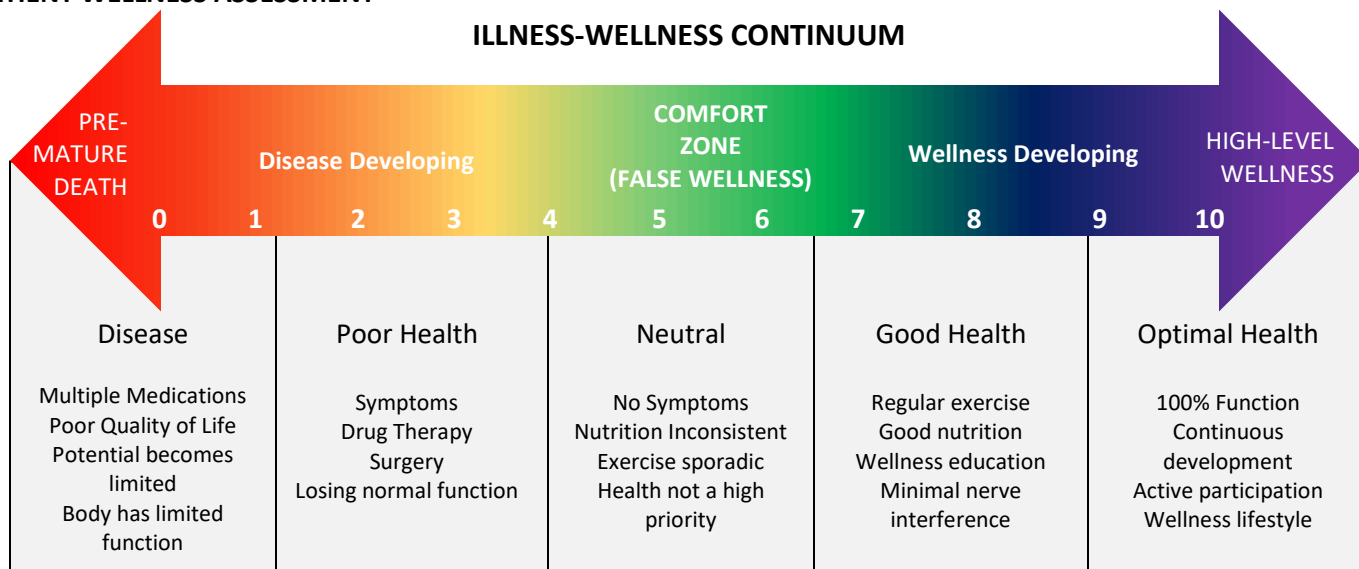 WELLNESS ASSESSMENT
ILLNESS-WELLNESS CONTINUUM
PRE-
MATURE
DEATH
Disease Developing
COMFORT
ZONE
(FALSE WELLNESS)
Wellness Developing
HIGH-LEVEL
WELLNESS
0 1 2 3 4 5 6 7 8 9 10
Disease
Multiple Medications
Poor Quality of Life
Potential becomes
limited
Body has limited
function
Poor Health
Symptoms
Drug Therapy
Surgery
Losing normal function
Neutral
No Symptoms
Nutrition Inconsistent
Exercise sporadic
Health not a high
priority
Good Health
Regular exercise
Good nutrition
Wellness education
Minimal nerve
interference
Optimal Health
100% Function
Continuous
development
Active participation
Wellness lifestyle